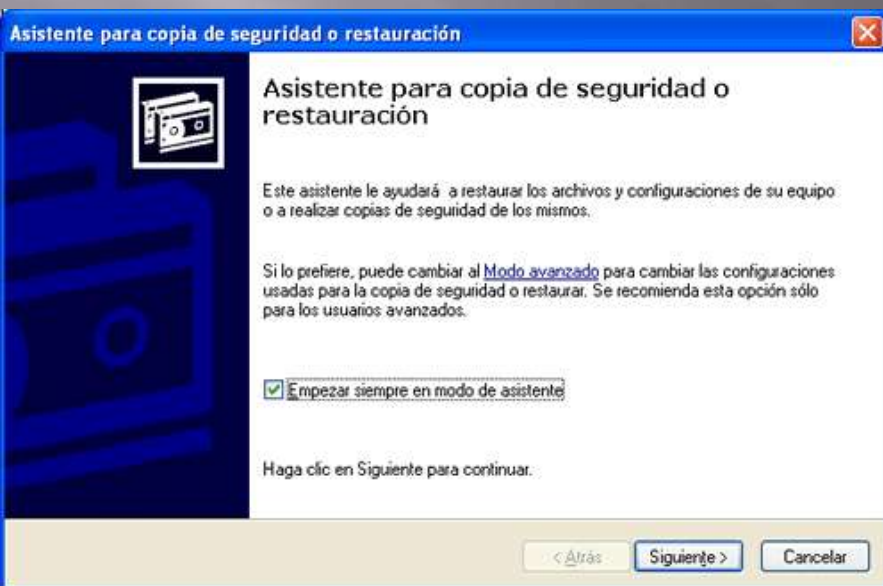 Asistente para copia de seguridad o restauración
Asistente para copia de seguridad o
restauración
Este asistente le ayudará a restaurar los archivos y configuraciones de su equipo
o a realizar copias de seguridad de los mismos.
Si lo prefiere, puede cambiar al Modo avanzado para cambiar las configuraciones
usadas para la copia de seguridad o restaurar. Se recomienda esta opción sólo
para los usuarios avanzados.
Empezar siempre en modo de asistente
Haga clic en Siguiente para continuar.
< Atrás Siguiente > Cancelar